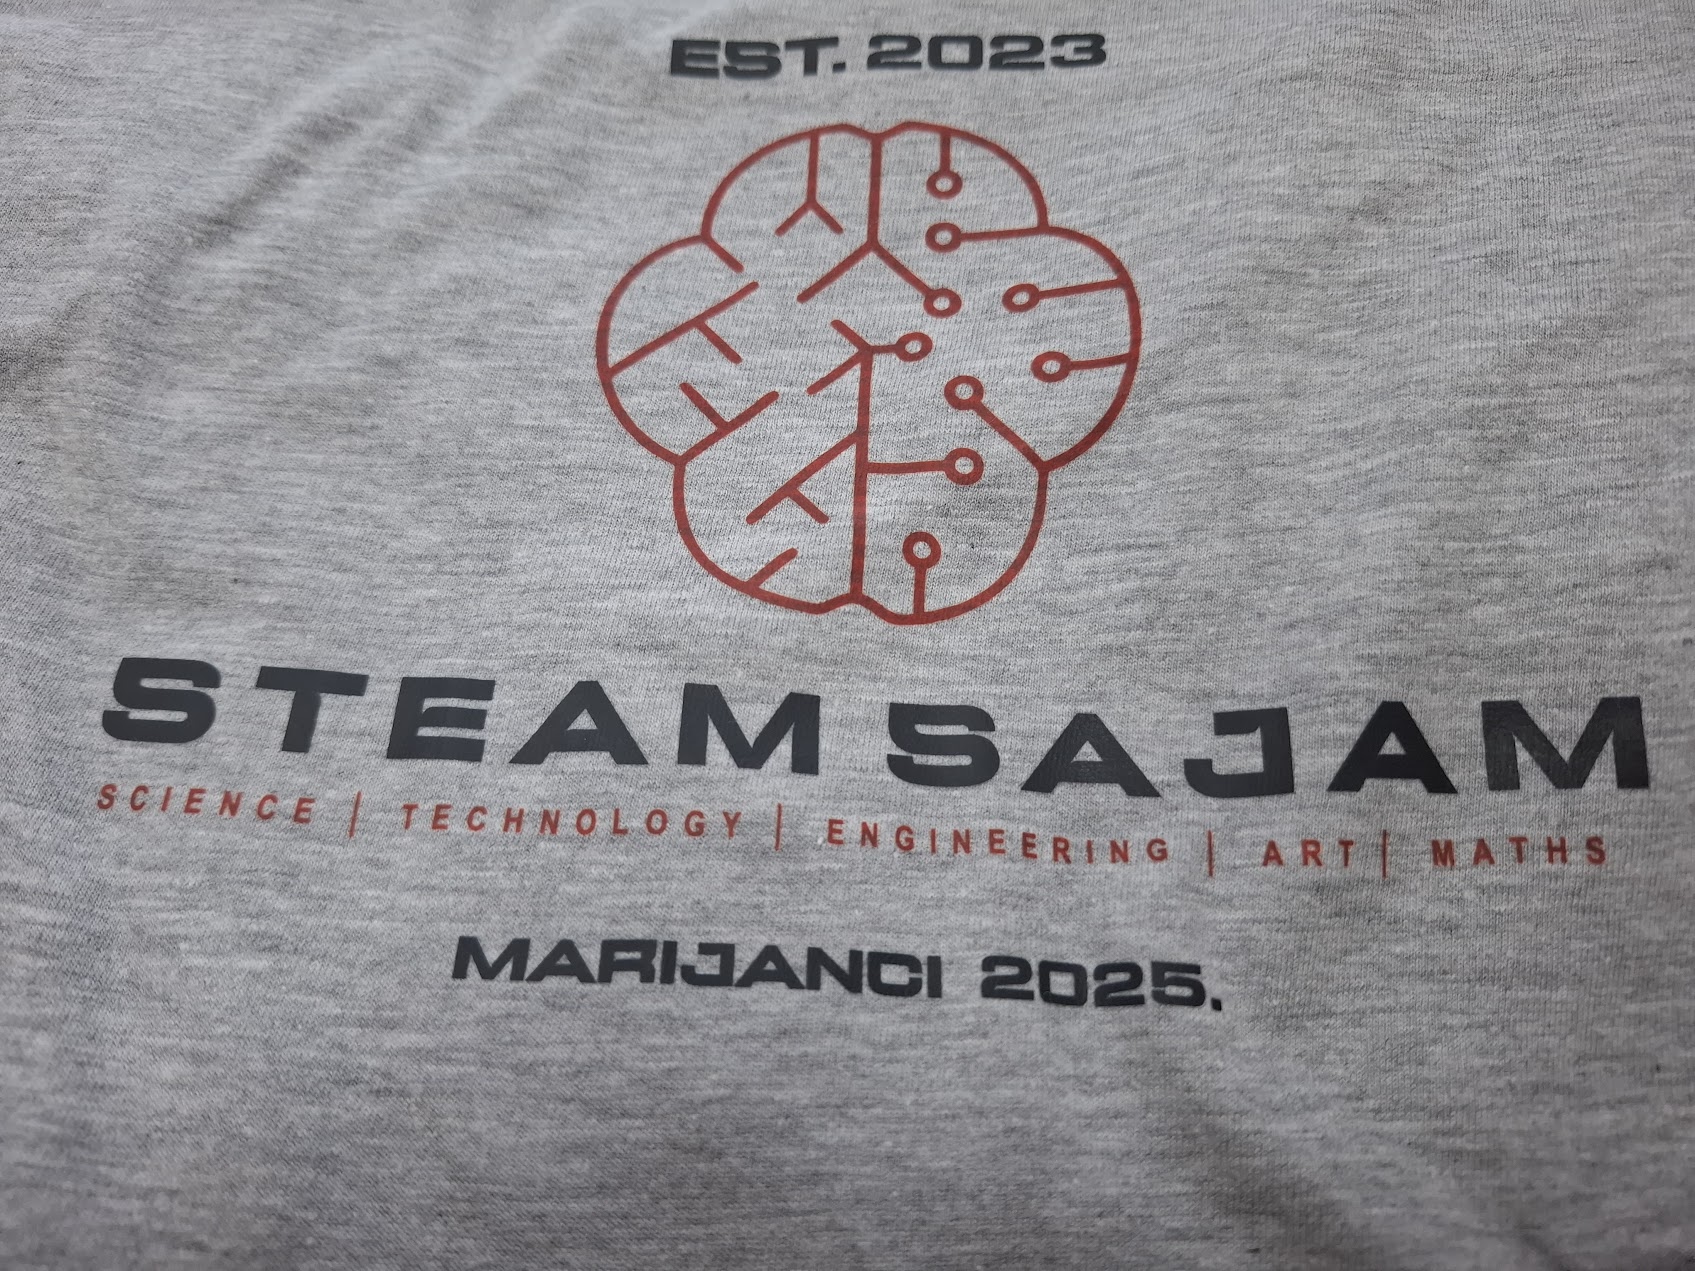 EST. 2023
STEAM SAJAM
SCIENCE | TECHNOLOGY | ENGINEERING | ART | MATHS
MARIJANCI 2025.